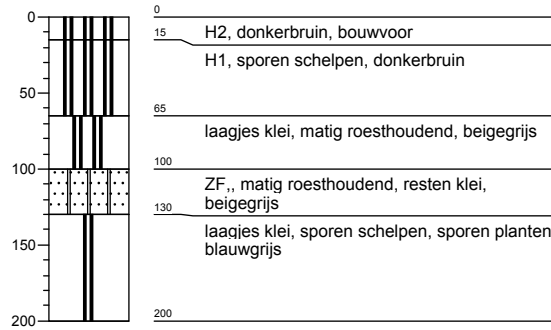 0
0
15
H2, donkerbruin, bouwvoor
H1, sporen schelpen, donkerbruin
50
65
laagjes klei, matig roesthoudend, beigegrijs
100
100
ZF,, matig roesthoudend, resten klei,
beigegrijs
130
laagjes klei, sporen schelpen, sporen planten
blauwgrijs
150
200
200